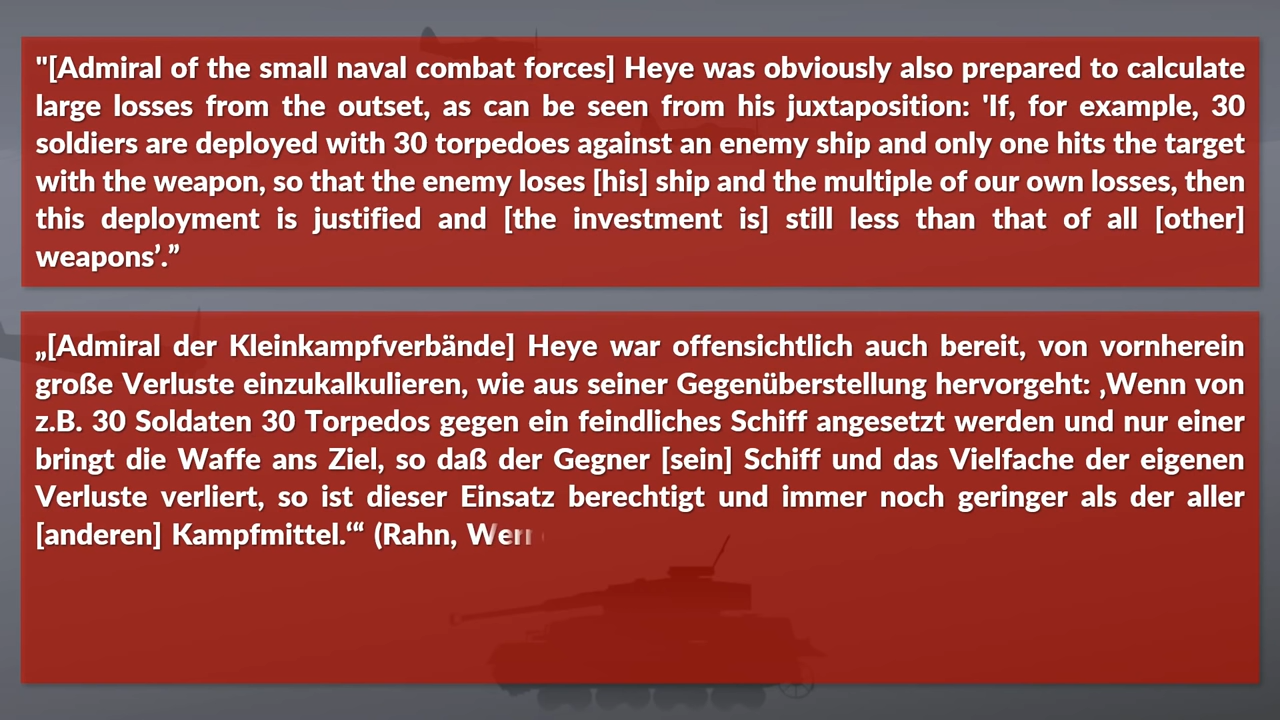 "[Admiral of the small naval combat forces] Heye was obviously also prepared to calculate
large losses from the outset, as can be seen from his juxtaposition: 'If, for example, 30
soldiers are deployed with 30 torpedoes against an enemy ship and only one hits the target
with the weapon, so that the enemy loses [his] ship and the multiple of our own losses, then
this deployment is justified and [the investment is] still less than that of all [other]
weapons’.”
„[Admiral der Kleinkampfverbände] Heye war offensichtlich auch bereit, von vornherein
große Verluste einzukalkulieren, wie aus seiner Gegenüberstellung hervorgeht: ‚Wenn von
z.B. 30 Soldaten 30 Torpedos gegen ein feindliches Schiff angesetzt werden und nur einer
bringt die Waffe ans Ziel, so daß der Gegner [sein] Schiff und das Vielfache der eigenen
Verluste verliert, so ist dieser Einsatz berechtigt und immer noch geringer als der aller
[anderen] Kampfmittel.‘“ (Rahn,